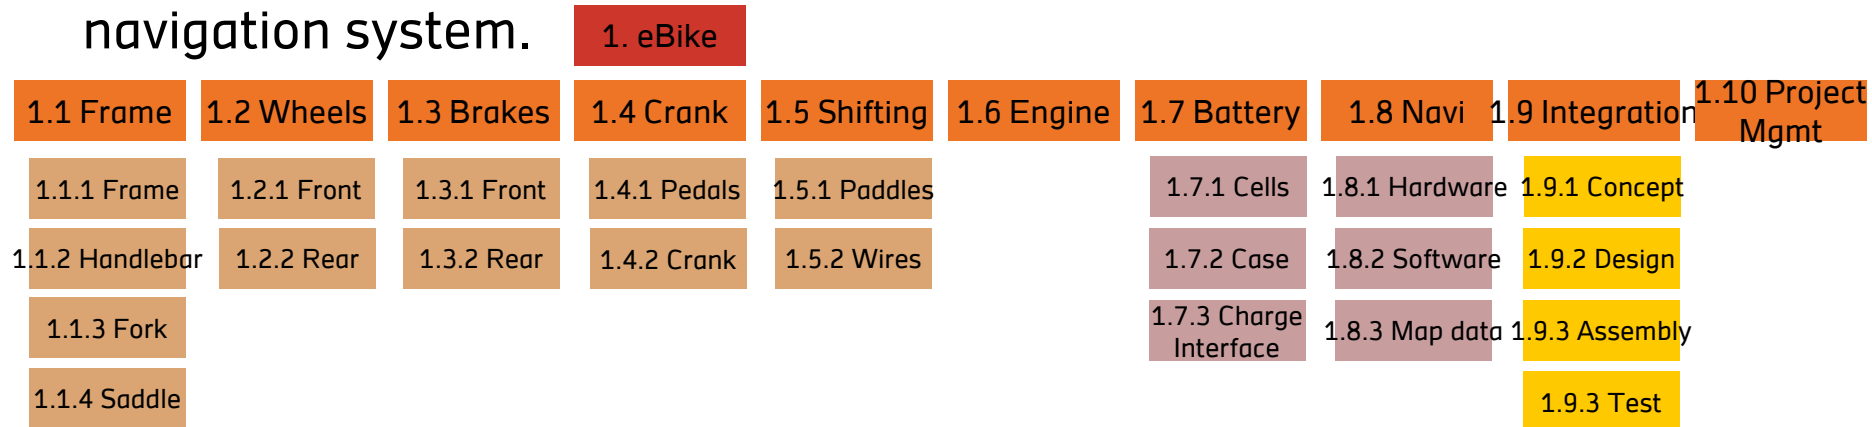 navigation system.
1. eBike
1.1 Frame
1.2 Wheels
1.3 Brakes
1.4 Crank
1.5 Shifting
1.6 Engine
1.7 Battery
1.8 Navi
1.9 Integration
1.10 Project
Mgmt
1.1.1 Frame
1.2.1 Front
1.3.1 Front
1.4.1 Pedals
1.5.1 Paddles
1.7.1 Cells
1.8.1 Hardware
1.9.1 Concept
1.1.2 Handlebar
1.2.2 Rear
1.3.2 Rear
1.4.2 Crank
1.5.2 Wires
1.7.2 Case
1.8.2 Software
1.9.2 Design
1.1.3 Fork
1.7.3 Charge
Interface
1.8.3 Map data
1.9.3 Assembly
1.1.4 Saddle
1.9.3 Test